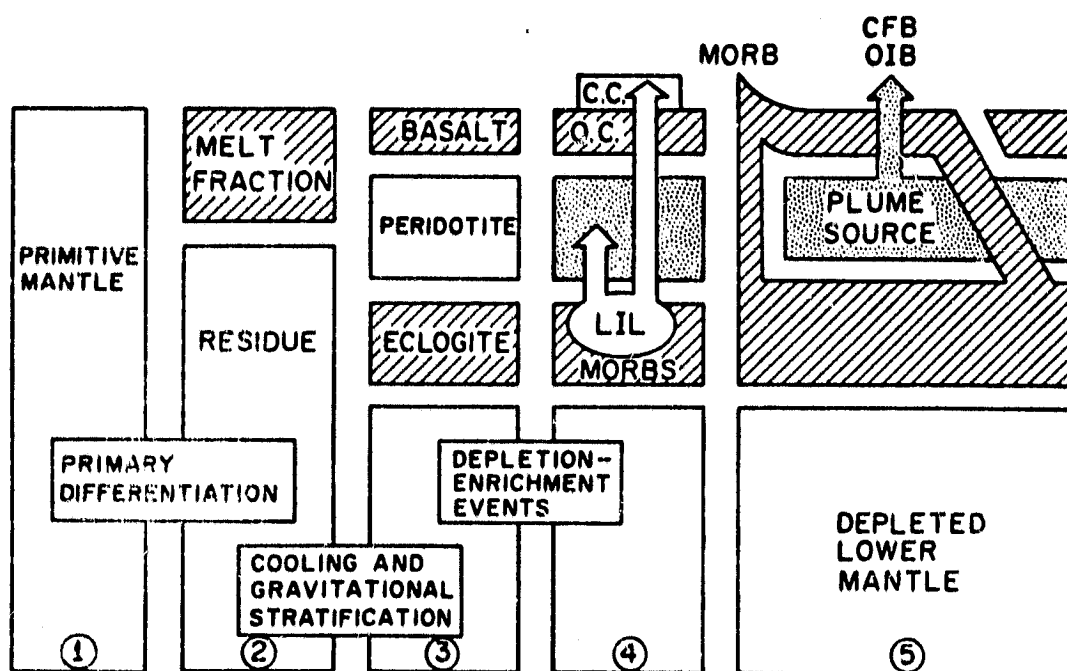 PRIMITIVE
MANTLE
1
MELT
FRACTION
RESIDUE
2
PRIMARY
DIFFERENTIATION
BASALT
PERIDOTITE
ECLOGITE
3
COOLING AND
GRAVITATIONAL
STRATIFICATION
C.C.
O.C.
LIL
MORBS
4
DEPLETION-
ENRICHMENT
EVENTS
MORB
CFB
OIB
PLUME
SOURCE
DEPLETED
LOWER
MANTLE
5